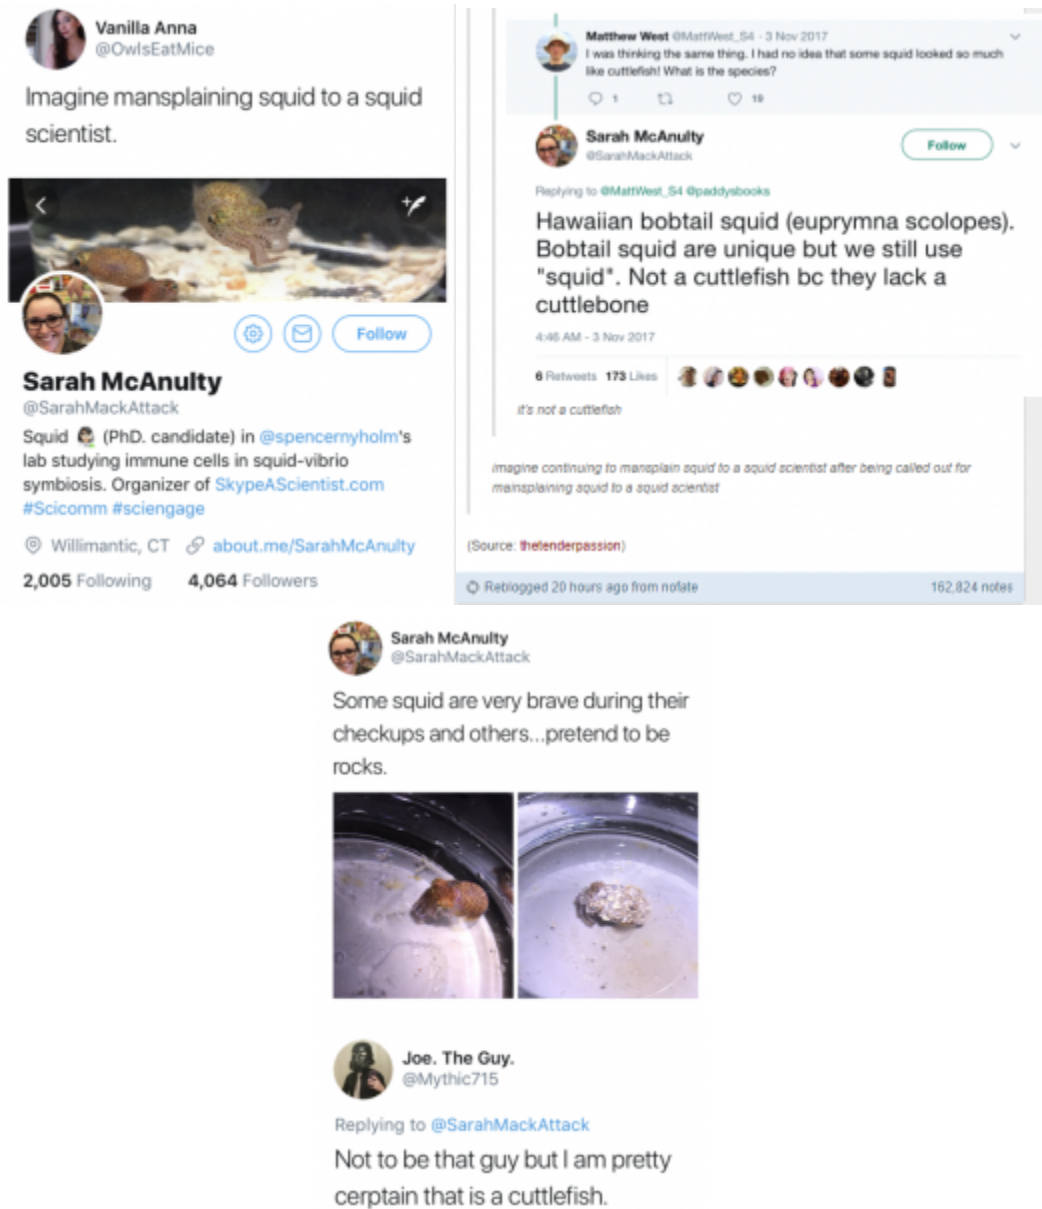 Vanilla Anna
@OwlsEatMice
Imagine mansplaining squid to a squid
scientist.
Follow
Sarah McAnulty
@SarahMackAttack
Squid (PhD. candidate) in @spencernyholm's
lab studying immune cells in squid-vibrio
symbiosis. Organizer of SkypeAScientist.com
#Scicomm #sciengage
Willimantic, CT about.me/SarahMcAnulty
2,005 Following 4,064 Followers
Matthew West @MattWest_S4 · 3 Nov 2017
I was thinking the same thing. I had no idea that some squid looked so much
like cuttlefish! What is the species?
1 19
Sarah McAnulty
@SarahMackAttack
Follow
Replying to @MattWest_S4 @paddysbooks
Hawaiian bobtail squid (euprymna scolopes).
Bobtail squid are unique but we still use
"squid". Not a cuttlefish bc they lack a
cuttlebone
4:46 AM - 3 Nov 2017
6 Retweets 173 Likes
it's not a cuttlefish
imagine continuing to mansplain squid to a squid scientist after being called out for
mainsplaining squid to a squid scientist
(Source: thetenderpassion)
Reblogged 20 hours ago from nofate 162,824 notes
Sarah McAnulty
@SarahMackAttack
Some squid are very brave during their
checkups and others...pretend to be
rocks.
Joe. The Guy.
@Mythic715
Replying to @SarahMackAttack
Not to be that guy but I am pretty
cerptain that is a cuttlefish.